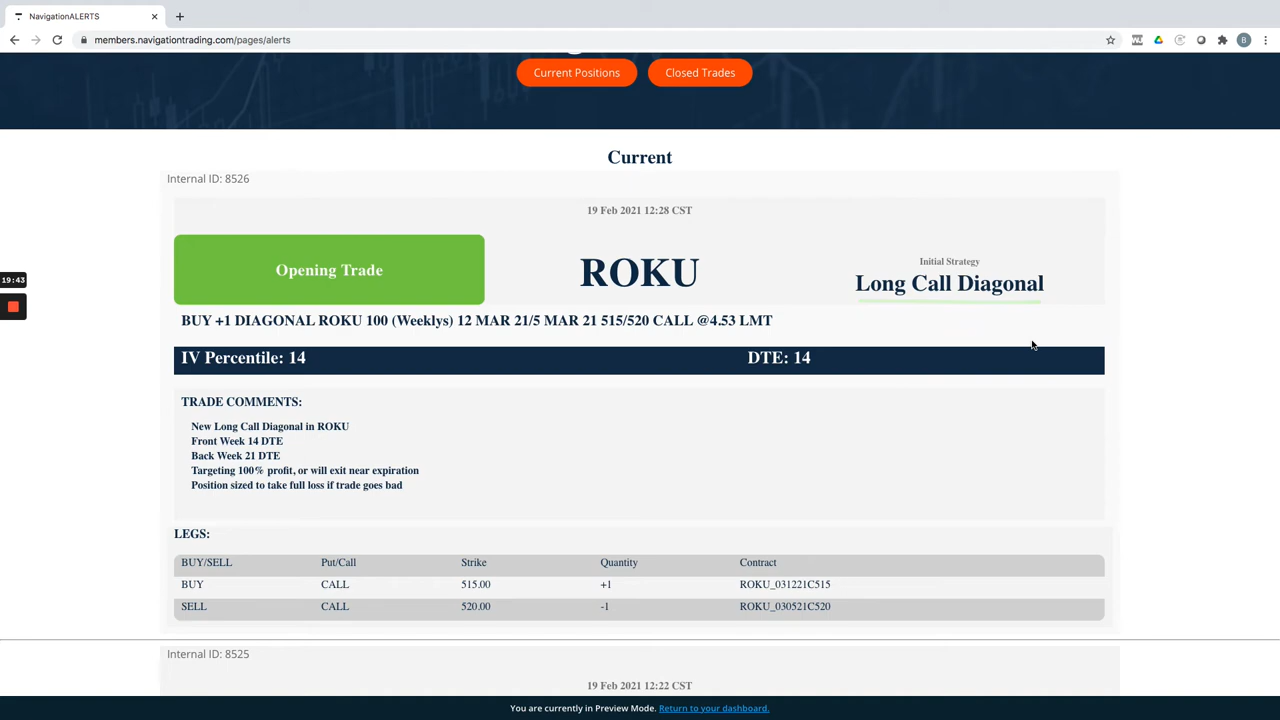 NavigationALERTS
members.navigationtrading.com/pages/alerts
B
Current Positions
Closed Trades
Current
Internal ID: 8526
19 Feb 2021 12:28 CST
Opening Trade
ROKU
Initial Strategy
Long Call Diagonal
19:43
BUY +1 DIAGONAL ROKU 100 (Weeklys) 12 MAR 21/5 MAR 21 515/520 CALL @4.53 LMT
IV Percentile: 14
DTE: 14
TRADE COMMENTS:
New Long Call Diagonal in ROKU
Front Week 14 DTE
Back Week 21 DTE
Targeting 100% profit, or will exit near expiration
Position sized to take full loss if trade goes bad
LEGS:
BUY/SELL Put/Call Strike Quantity Contract
BUY CALL 515.00 +1 ROKU_031221C515
SELL CALL 520.00 -1 ROKU_030521C520
Internal ID: 8525
19 Feb 2021 12:22 CST
You are currently in Preview Mode. Return to your dashboard.